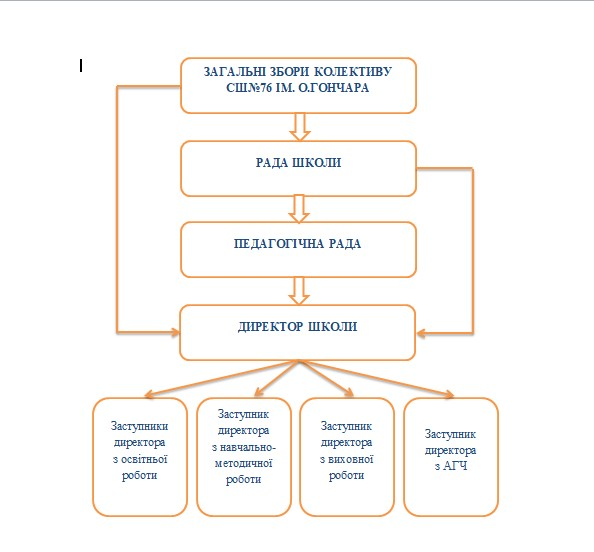 ЗАГАЛЬНІ ЗБОРИ КОЛЕКТИВУ
СШ№76 ІМ. О.ГОНЧАРА
РАДА ШКОЛИ
ПЕДАГОГІЧНА РАДА
ДИРЕКТОР ШКОЛИ
Заступники
директора
з освітньої
роботи
Заступник
директора
з навчально-
методичної
роботи
Заступник
директора
з виховної
роботи
Заступник
директора
з АГЧ